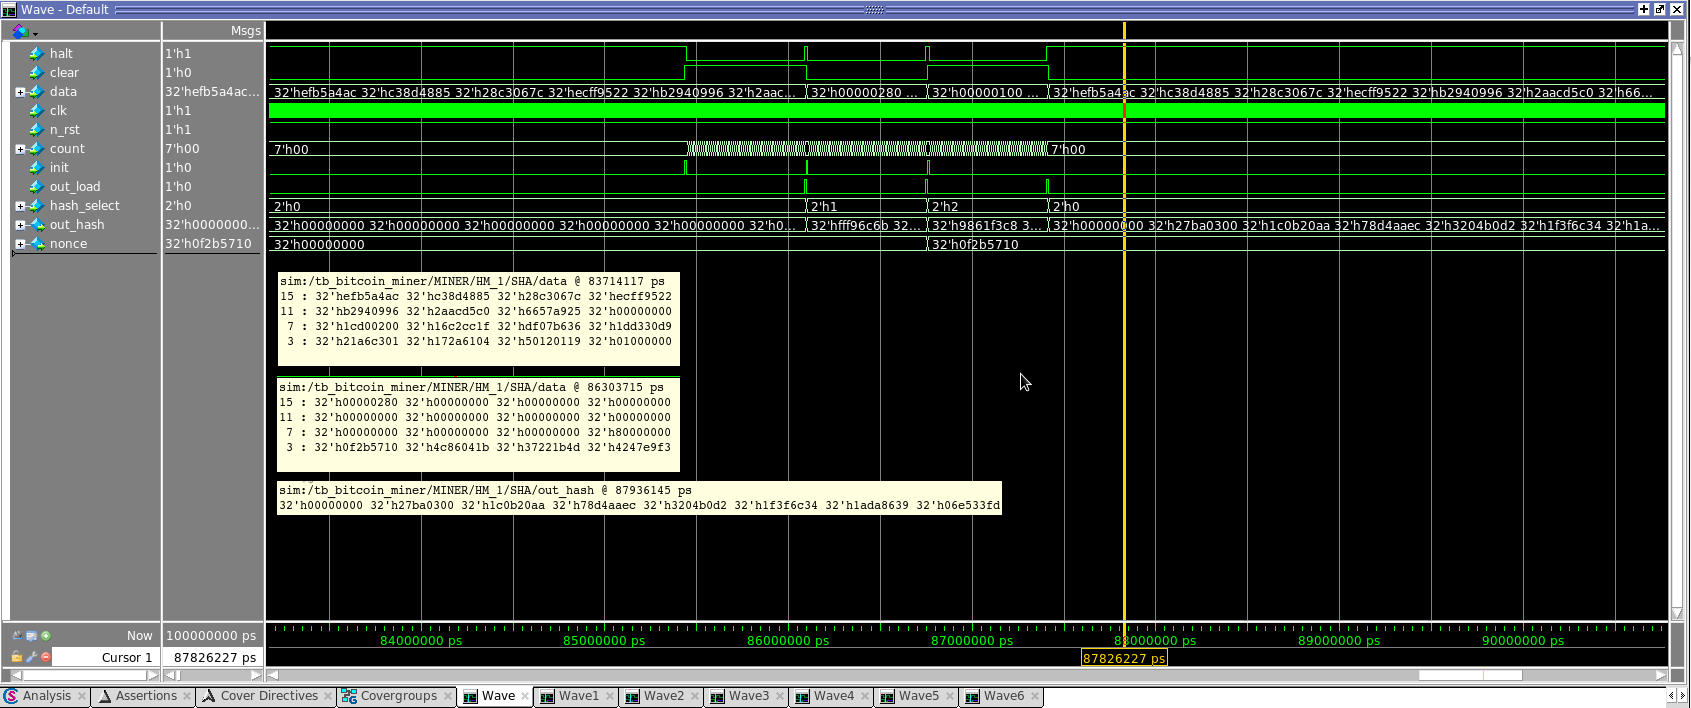 Wave - Default
Msgs
halt 1'h1
clear 1'h0
data 32'hefb5a4ac... 32'hefb5a4ac 32'hc38d4885 32'h28c3067c 32'hecff9522 32'hb2940996 32'h2aac... 32'h00000280 ... 32'h00000100 ... 32'hefb5a4ac 32'hc38d4885 32'h28c3067c 32'hecff9522 32'hb2940996 32'h2aacd5c0 32'h66...
clk 1'h1
n_rst 1'h1
count 7'h00 7'h00 7'h00
init 1'h0
out_load 1'h0
hash_select 2'h0 2'h0 2'h1 2'h2 2'h0
out_hash 32'h0000000... 32'h00000000 32'h00000000 32'h00000000 32'h00000000 32'h00000000 32'h0... 32'hfff96c6b 32... 32'h9861f3c8 3... 32'h00000000 32'h27ba0300 32'h1c0b20aa 32'h78d4aaec 32'h3204b0d2 32'h1f3f6c34 32'h1a...
nonce 32'h0f2b5710 32'h00000000 32'h0f2b5710
sim:/tb_bitcoin_miner/MINER/HM_1/SHA/data @ 83714117 ps
15 : 32'hefb5a4ac 32'hc38d4885 32'h28c3067c 32'hecff9522
11 : 32'hb2940996 32'h2aacd5c0 32'h6657a925 32'h00000000
7 : 32'h1cd00200 32'h16c2cc1f 32'hdf07b636 32'h1dd330d9
3 : 32'h21a6c301 32'h172a6104 32'h50120119 32'h01000000
sim:/tb_bitcoin_miner/MINER/HM_1/SHA/data @ 86303715 ps
15 : 32'h00000280 32'h00000000 32'h00000000 32'h00000000
11 : 32'h00000000 32'h00000000 32'h00000000 32'h00000000
7 : 32'h00000000 32'h00000000 32'h00000000 32'h80000000
3 : 32'h0f2b5710 32'h4c86041b 32'h37221b4d 32'h4247e9f3
sim:/tb_bitcoin_miner/MINER/HM_1/SHA/out_hash @ 87936145 ps
32'h00000000 32'h27ba0300 32'h1c0b20aa 32'h78d4aaec 32'h3204b0d2 32'h1f3f6c34 32'h1ada8639 32'h06e533fd
Now 100000000 ps 84000000 ps 85000000 ps 86000000 ps 87000000 ps 88000000 ps 89000000 ps 90000000 ps
Cursor 1 87826227 ps 87826227 ps
Analysis Assertions Cover Directives Covergroups Wave Wave1 Wave2 Wave3 Wave4 Wave5 Wave6